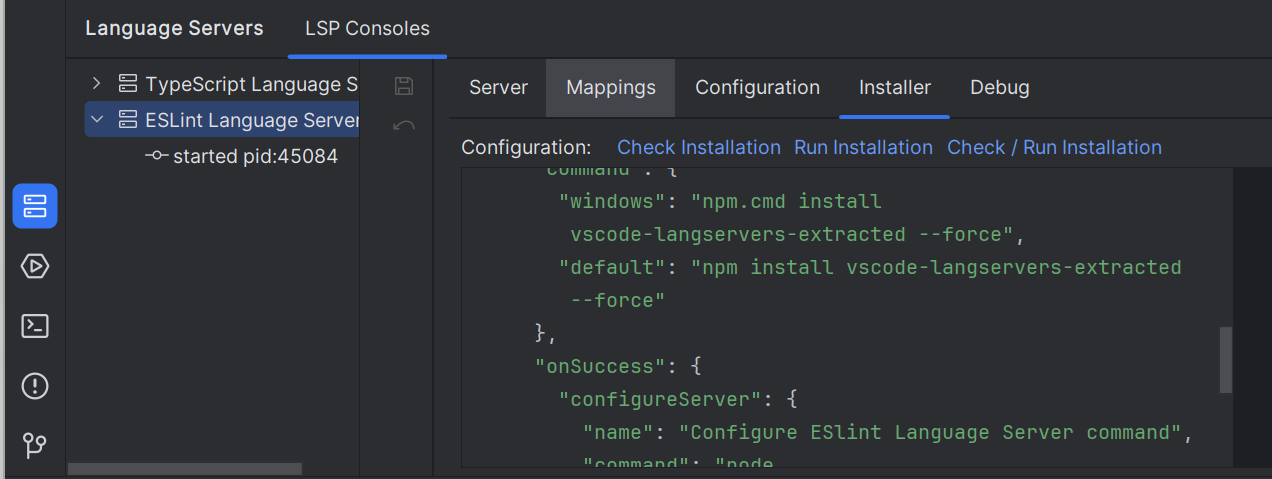 Language Servers LSP Consoles
TypeScript Language S
ESLint Language Server
started pid:45084
Server Mappings Configuration Installer Debug
Configuration: Check Installation Run Installation Check / Run Installation
"command": {
"windows": "npm.cmd install
vscode-langservers-extracted --force",
"default": "npm install vscode-langservers-extracted
--force"
},
"onSuccess": {
"configureServer": {
"name": "Configure ESlint Language Server command",
"command": "node